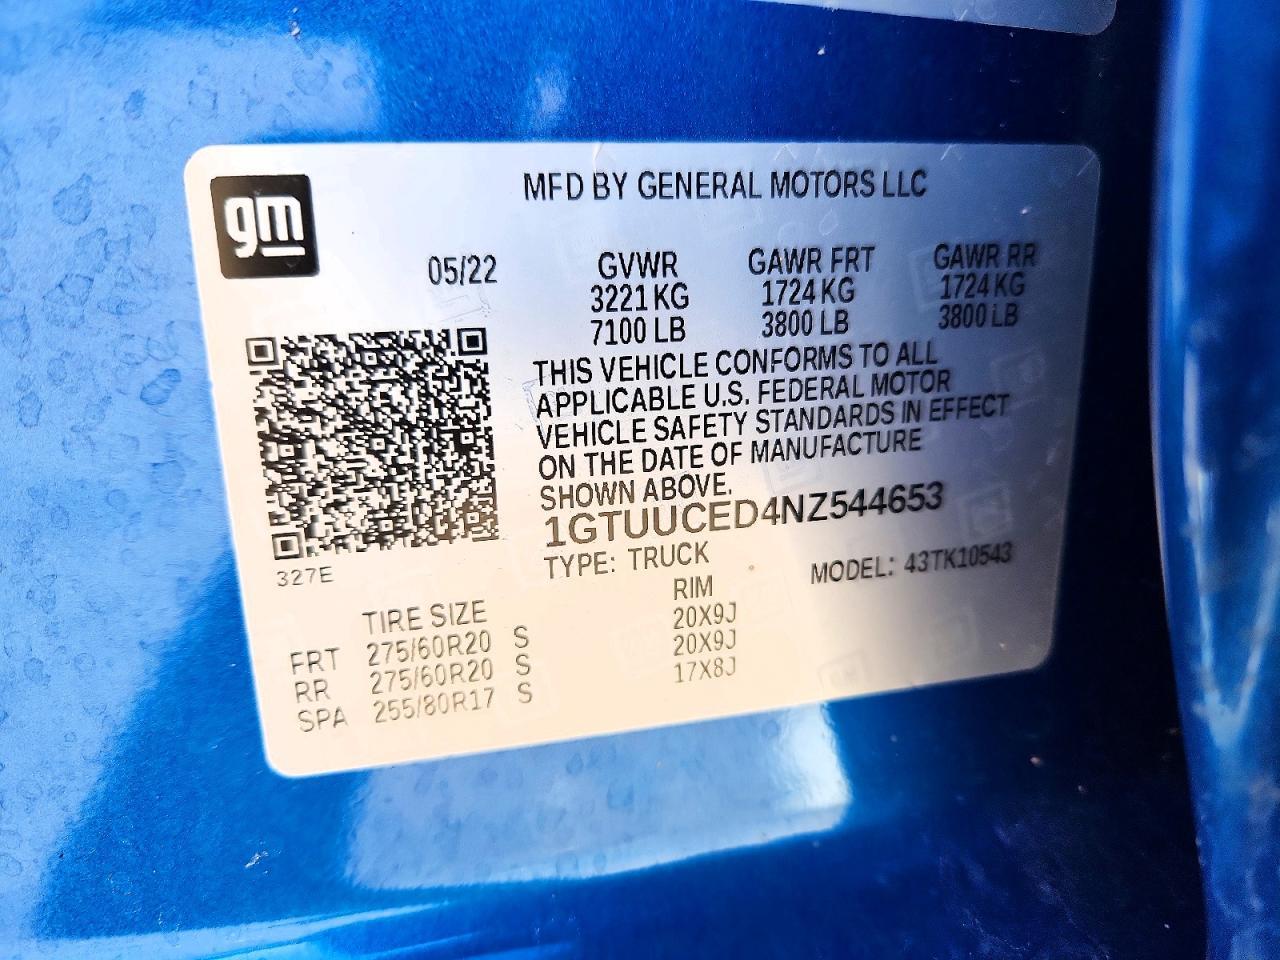 gm
MFD BY GENERAL MOTORS LLC
05/22 GVWR GAWR FRT GAWR RR
3221 KG 1724 KG 1724 KG
7100 LB 3800 LB 3800 LB
THIS VEHICLE CONFORMS TO ALL
APPLICABLE U.S. FEDERAL MOTOR
VEHICLE SAFETY STANDARDS IN EFFECT
ON THE DATE OF MANUFACTURE
SHOWN ABOVE.
1GTUUCED4NZ544653
TYPE: TRUCK MODEL: 43TK10543
327E
TIRE SIZE RIM
FRT 275/60R20 S 20X9J
RR 275/60R20 S 20X9J
SPA 255/80R17 S 17X8J